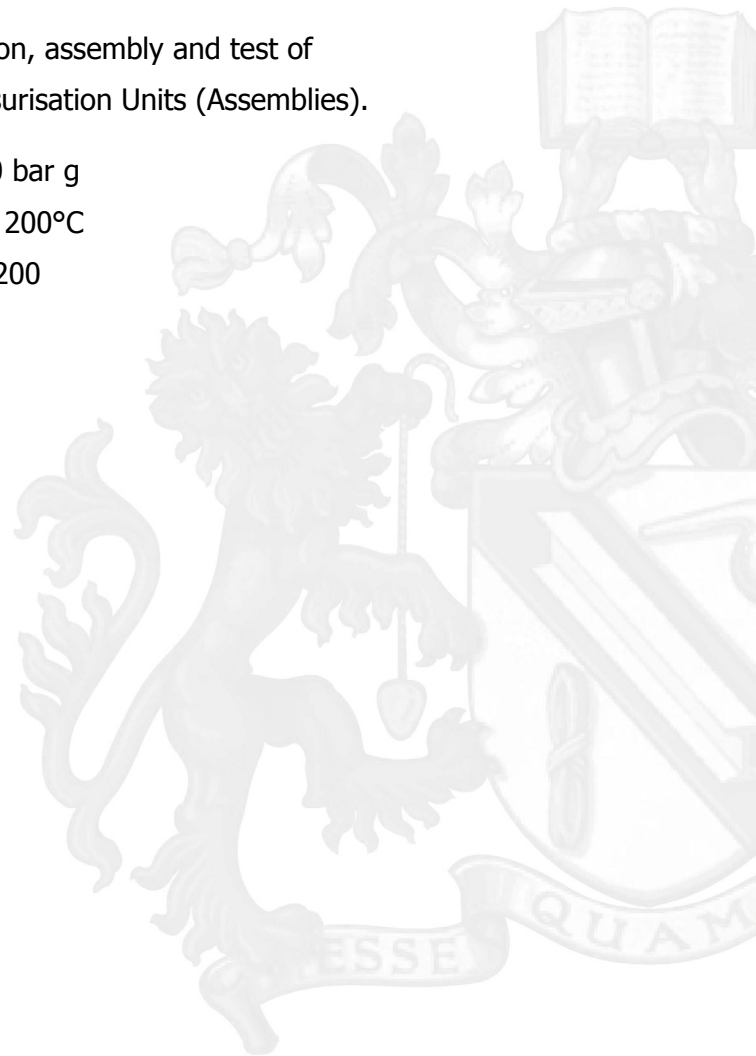 on, assembly and test of
surisation Units (Assemblies).
0 bar g
200°C
200
ESSE
QUAM